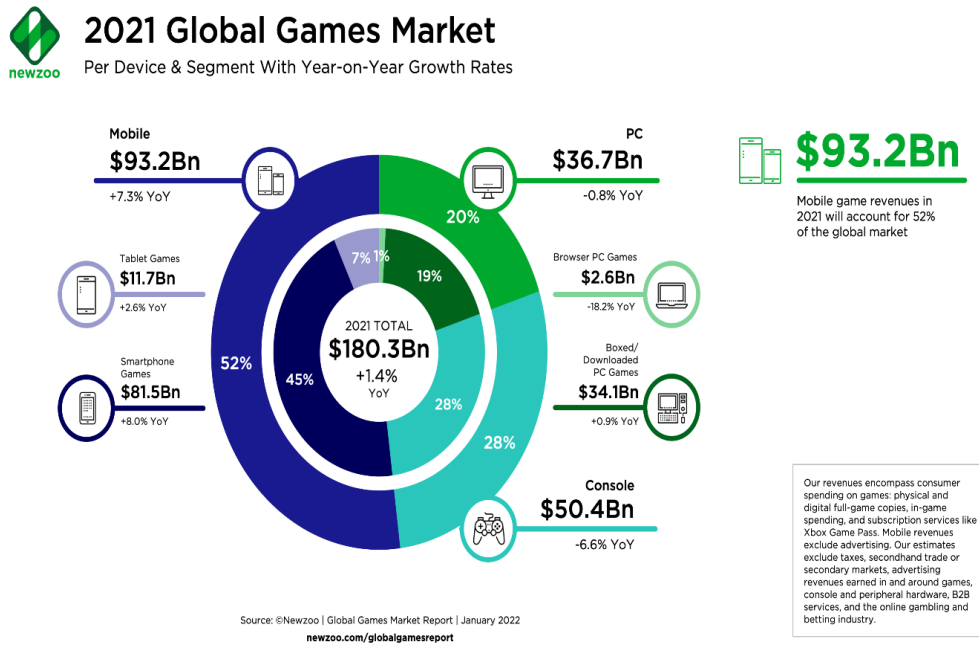 newzoo
2021 Global Games Market
Per Device & Segment With Year-on-Year Growth Rates
Mobile
$93.2Bn
+7.3% YoY
Tablet Games
$11.7Bn
+2.6% YoY
Smartphone
Games
$81.5Bn
+8.0% YoY
52%
45%
7%
1%
19%
20%
28%
28%
2021 TOTAL
$180.3Bn
+1.4%
YoY
PC
$36.7Bn
-0.8% YoY
Browser PC Games
$2.6Bn
-18.2% YoY
Boxed/
Downloaded
PC Games
$34.1Bn
+0.9% YoY
Console
$50.4Bn
-6.6% YoY
$93.2Bn
Mobile game revenues in
2021 will account for 52%
of the global market
Our revenues encompass consumer
spending on games: physical and
digital full-game copies, in-game
spending, and subscription services like
Xbox Game Pass. Mobile revenues
exclude advertising. Our estimates
exclude taxes, secondhand trade or
secondary markets, advertising
revenues earned in and around games,
console and peripheral hardware, B2B
services, and the online gambling and
betting industry.
Source: ©Newzoo | Global Games Market Report | January 2022
newzoo.com/globalgamesreport